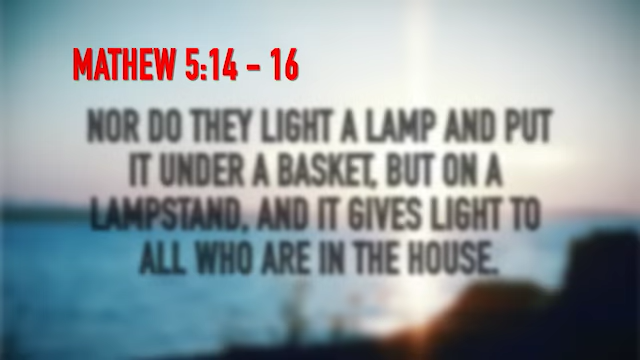 MATHEW 5:14 - 16
NOR DO THEY LIGHT A LAMP AND PUT
IT UNDER A BASKET, BUT ON A
LAMPSTAND, AND IT GIVES LIGHT TO
ALL WHO ARE IN THE HOUSE.